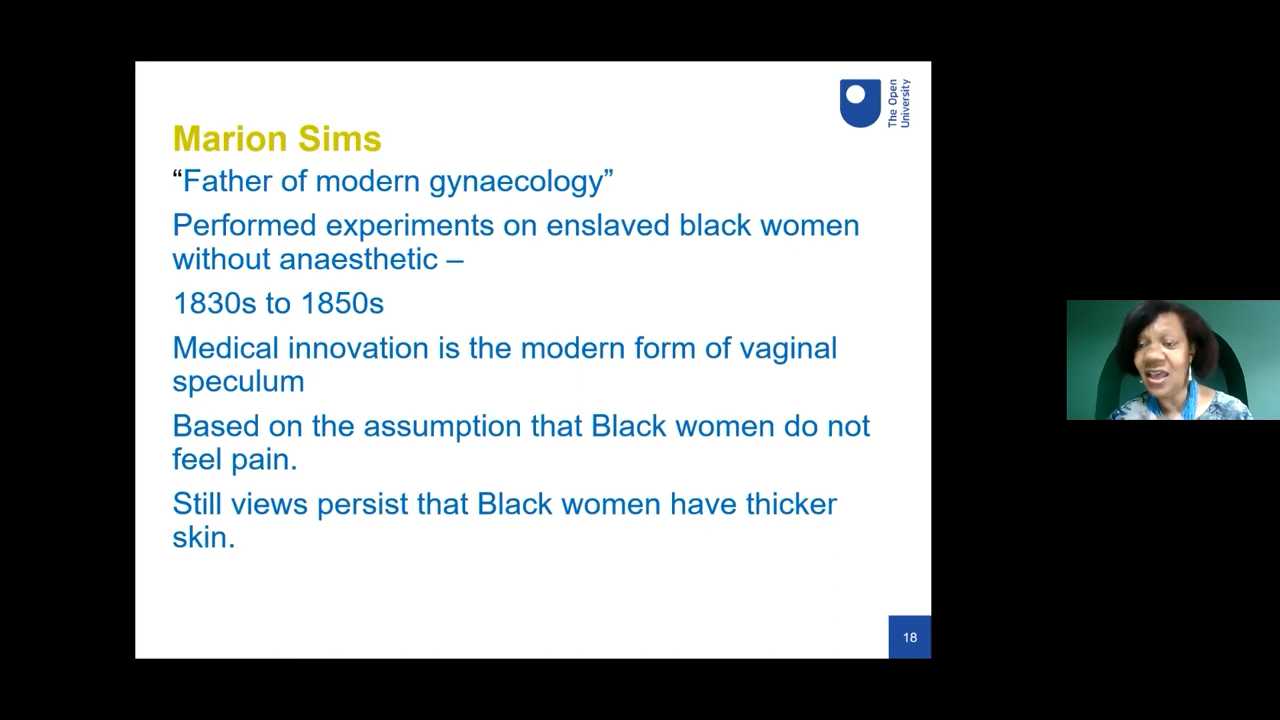 The Open
University
Marion Sims
“Father of modern gynaecology”
Performed experiments on enslaved black women
without anaesthetic –
1830s to 1850s
Medical innovation is the modern form of vaginal
speculum
Based on the assumption that Black women do not
feel pain.
Still views persist that Black women have thicker
skin.
18